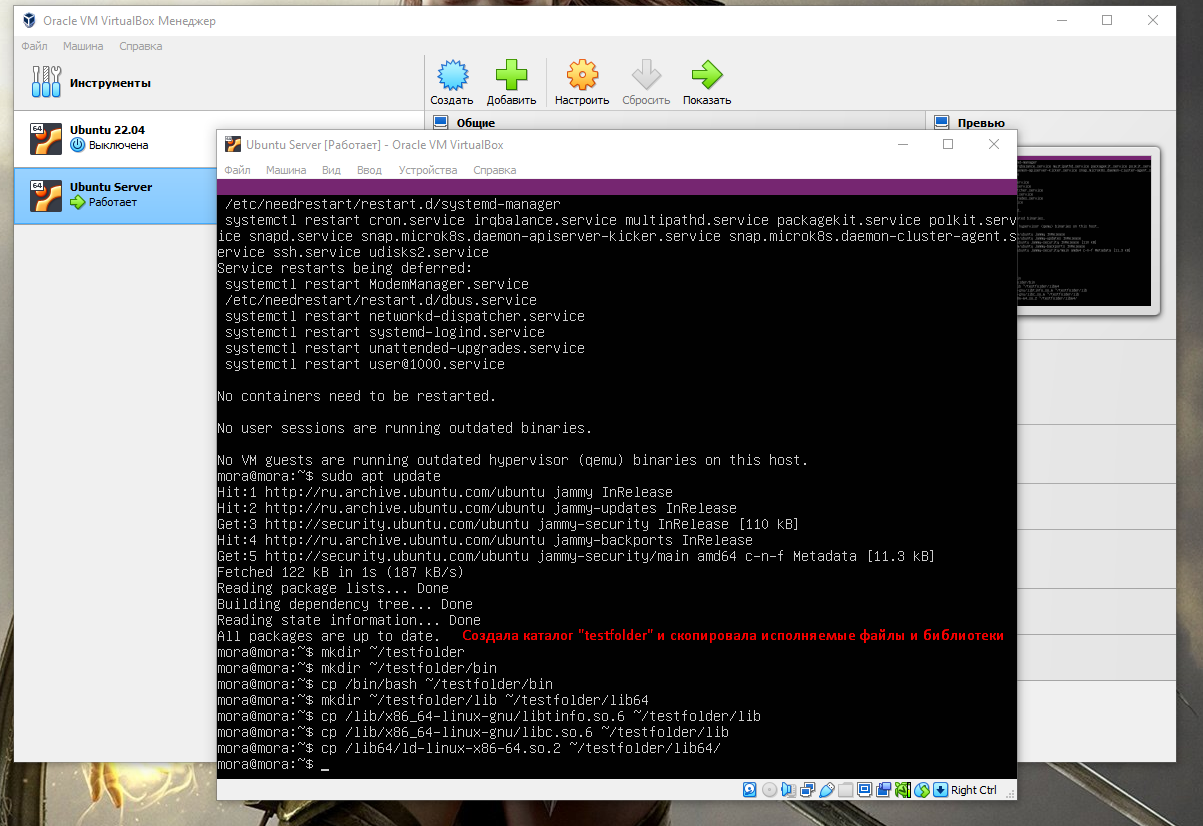 Oracle VM VirtualBox Менеджер
Файл Машина Справка
Инструменты
Создать Добавить Настроить Сбросить Показать
64 Ubuntu 22.04
Выключена
64 Ubuntu Server
Работает
Общие
Превью
Ubuntu Server [Работает] - Oracle VM VirtualBox
Файл Машина Вид Ввод Устройства Справка
/etc/needrestart/restart.d/systemd-manager
systemctl restart cron.service irqbalance.service multipathd.service packagekit.service polkit.serv
ice snapd.service snap.microk8s.daemon-apiserver-kicker.service snap.microk8s.daemon-cluster-agent.s
ervice ssh.service udisks2.service
Service restarts being deferred:
systemctl restart ModemManager.service
/etc/needrestart/restart.d/dbus.service
systemctl restart networkd-dispatcher.service
systemctl restart systemd-logind.service
systemctl restart unattended-upgrades.service
systemctl restart user@1000.service
No containers need to be restarted.
No user sessions are running outdated binaries.
No VM guests are running outdated hypervisor (qemu) binaries on this host.
mora@mora:~$ sudo apt update
Hit:1 http://ru.archive.ubuntu.com/ubuntu jammy InRelease
Hit:2 http://ru.archive.ubuntu.com/ubuntu jammy-updates InRelease
Get:3 http://security.ubuntu.com/ubuntu jammy-security InRelease [110 kB]
Hit:4 http://ru.archive.ubuntu.com/ubuntu jammy-backports InRelease
Get:5 http://security.ubuntu.com/ubuntu jammy-security/main amd64 c-n-f Metadata [11.3 kB]
Fetched 122 kB in 1s (187 kB/s)
Reading package lists... Done
Building dependency tree... Done
Reading state information... Done
All packages are up to date. Создала каталог "testfolder" и скопировала исполняемые файлы и библиотеки
mora@mora:~$ mkdir ~/testfolder
mora@mora:~$ mkdir ~/testfolder/bin
mora@mora:~$ cp /bin/bash ~/testfolder/bin
mora@mora:~$ mkdir ~/testfolder/lib ~/testfolder/lib64
mora@mora:~$ cp /lib/x86_64-linux-gnu/libtinfo.so.6 ~/testfolder/lib
mora@mora:~$ cp /lib/x86_64-linux-gnu/libc.so.6 ~/testfolder/lib
mora@mora:~$ cp /lib64/ld-linux-x86-64.so.2 ~/testfolder/lib64/
mora@mora:~$ _
Right Ctrl